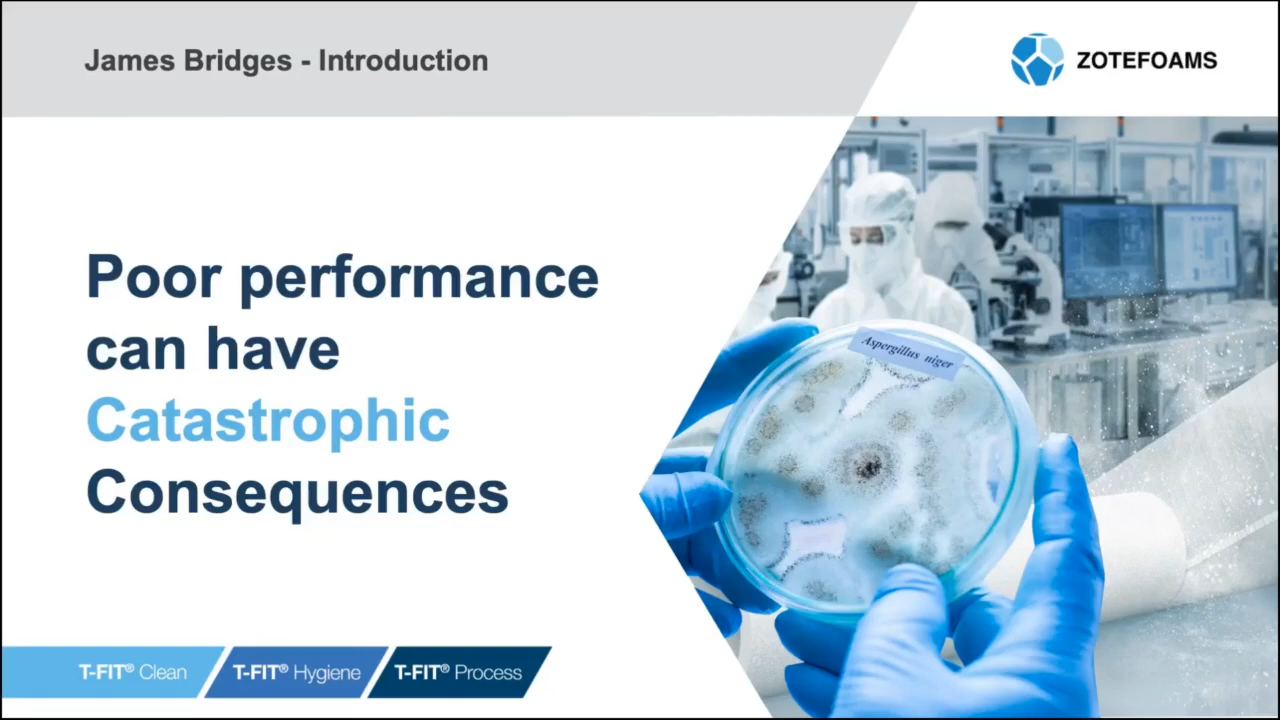 James Bridges - Introduction
ZOTEFOAMS
Poor performance
can have
Catastrophic
Consequences
Aspergillus niger
T-FIT® Clean
T-FIT® Hygiene
T-FIT® Process